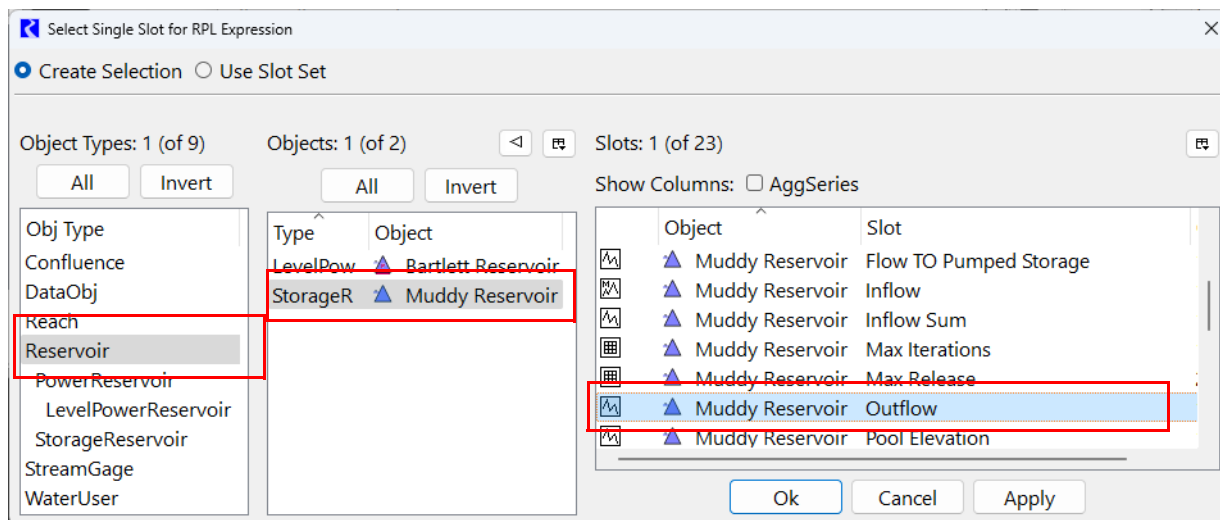 Select Single Slot for RPL Expression
Create Selection Use Slot Set
Object Types: 1 (of 9)
All Invert
Obj Type
Confluence
DataObj
Reach
Reservoir
PowerReservoir
LevelPowerReservoir
StorageReservoir
StreamGage
WaterUser
Objects: 1 (of 2)
All Invert
Type Object
LevelPow Bartlett Reservoir
StorageR Muddy Reservoir
Slots: 1 (of 23)
Show Columns: AggSeries
Object Slot
Muddy Reservoir Flow TO Pumped Storage
Muddy Reservoir Inflow
Muddy Reservoir Inflow Sum
Muddy Reservoir Max Iterations
Muddy Reservoir Max Release
Muddy Reservoir Outflow
Muddy Reservoir Pool Elevation
Ok Cancel Apply